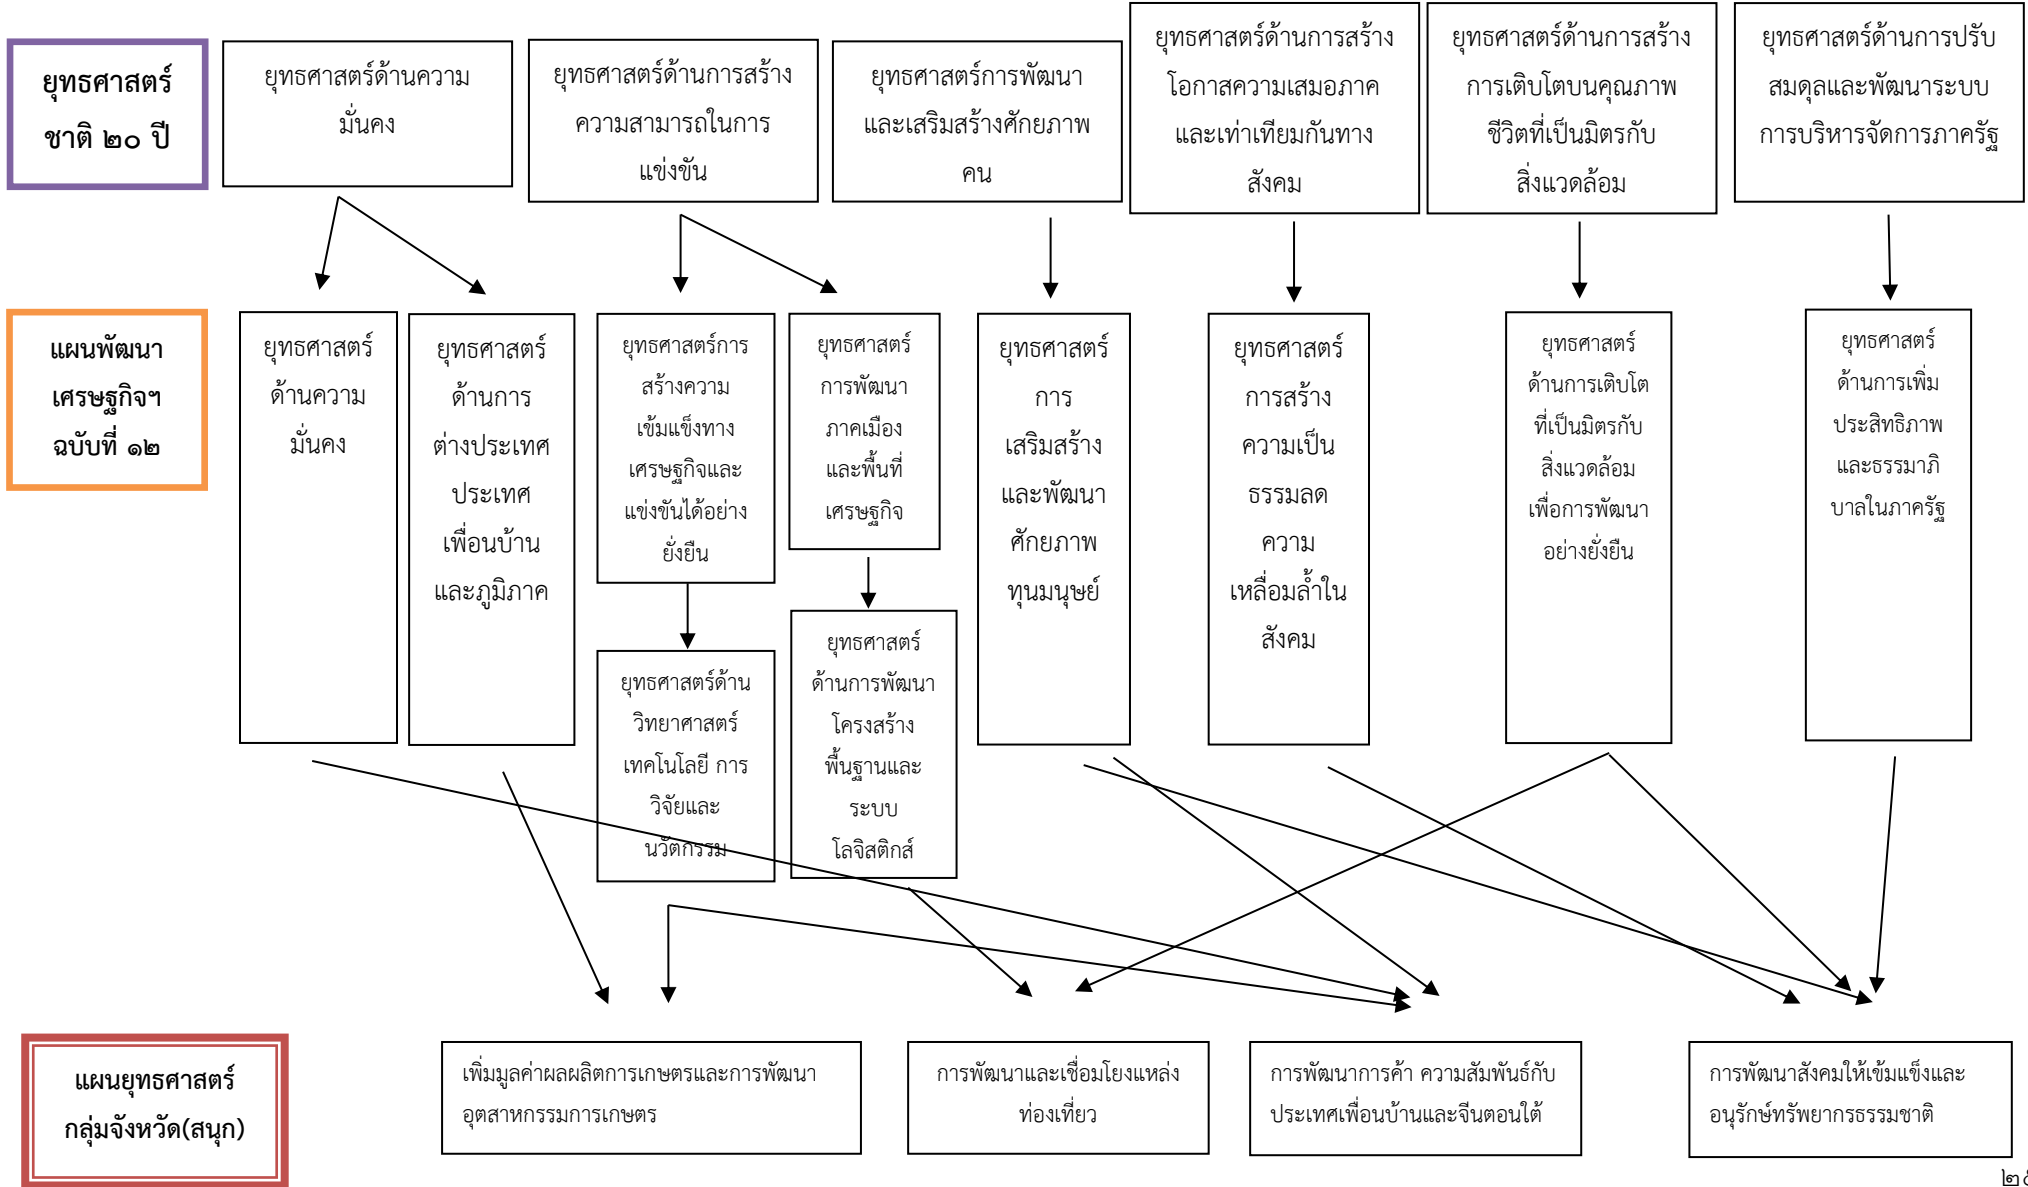 ยุทธศาสตร์
ชาติ ๒๐ ปี
ยุทธศาสตร์ด้านความ
มั่นคง
ยุทธศาสตร์ด้านการสร้าง
ความสามารถในการ
แข่งขัน
ยุทธศาสตร์การพัฒนา
และเสริมสร้างศักยภาพ
คน
ยุทธศาสตร์ด้านการสร้าง
โอกาสความเสมอภาค
และเท่าเทียมกันทาง
สังคม
ยุทธศาสตร์ด้านการสร้าง
การเติบโตบนคุณภาพ
ชีวิตที่เป็นมิตรกับ
สิ่งแวดล้อม
ยุทธศาสตร์ด้านการปรับ
สมดุลและพัฒนาระบบ
การบริหารจัดการภาครัฐ
แผนพัฒนา
เศรษฐกิจฯ
ฉบับที่ ๑๒
ยุทธศาสตร์
ด้านความ
มั่นคง
ยุทธศาสตร์
ด้านการ
ต่างประเทศ
ประเทศ
เพื่อนบ้าน
และภูมิภาค
ยุทธศาสตร์การ
สร้างความ
เข้มแข็งทาง
เศรษฐกิจและ
แข่งขันได้อย่าง
ยั่งยืน
ยุทธศาสตร์
การพัฒนา
ภาคเมือง
และพื้นที่
เศรษฐกิจ
ยุทธศาสตร์
การ
เสริมสร้าง
และพัฒนา
ศักยภาพ
ทุนมนุษย์
ยุทธศาสตร์
การสร้าง
ความเป็น
ธรรมลด
ความ
เหลื่อมล้ำใน
สังคม
ยุทธศาสตร์
ด้านการเติบโต
ที่เป็นมิตรกับ
สิ่งแวดล้อม
เพื่อการพัฒนา
อย่างยั่งยืน
ยุทธศาสตร์
ด้านการเพิ่ม
ประสิทธิภาพ
และธรรมาภิ
บาลในภาครัฐ
ยุทธศาสตร์ด้าน
วิทยาศาสตร์
เทคโนโลยี การ
วิจัยและ
นวัตกรรม
ยุทธศาสตร์
ด้านการพัฒนา
โครงสร้าง
พื้นฐานและ
ระบบ
โลจิสติกส์
แผนยุทธศาสตร์
กลุ่มจังหวัด(สนุก)
เพิ่มมูลค่าผลผลิตการเกษตรและการพัฒนา
อุตสาหกรรมการเกษตร
การพัฒนาและเชื่อมโยงแหล่ง
ท่องเที่ยว
การพัฒนาการค้า ความสัมพันธ์กับ
ประเทศเพื่อนบ้านและจีนตอนใต้
การพัฒนาสังคมให้เข้มแข็งและ
อนุรักษ์ทรัพยากรธรรมชาติ